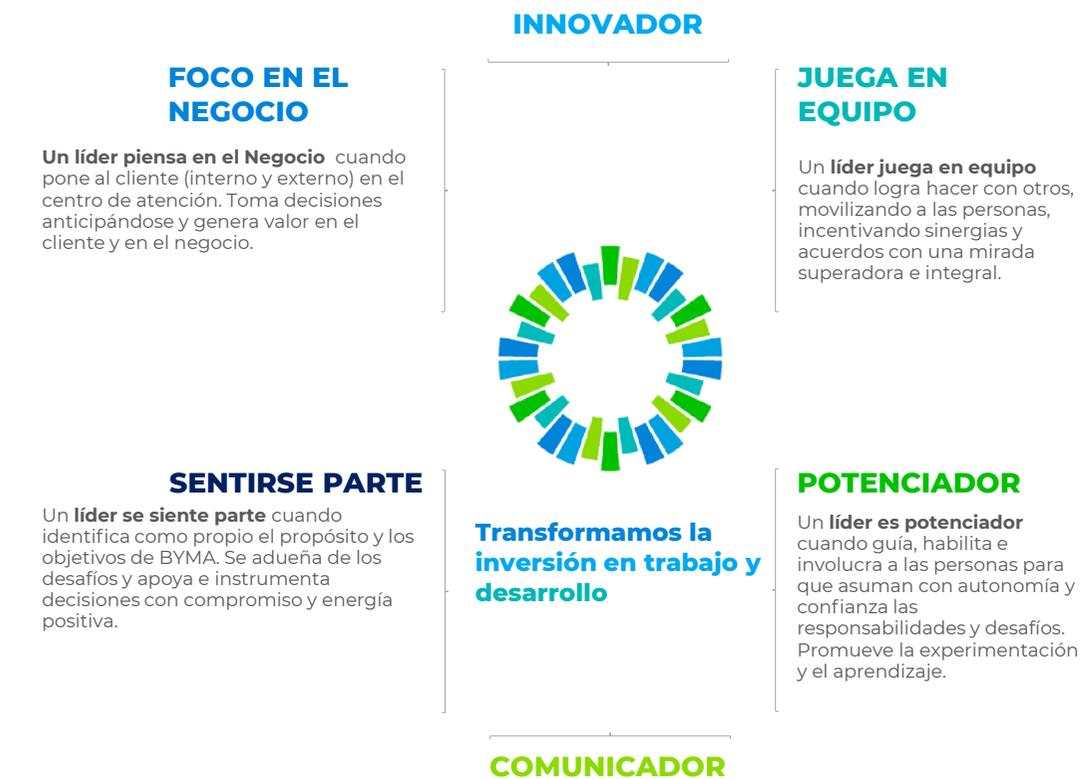 INNOVADOR
FOCO EN EL
NEGOCIO
Un líder piensa en el Negocio cuando
pone al cliente (interno y externo) en el
centro de atención. Toma decisiones
anticipándose y genera valor en el
cliente y en el negocio.
JUEGA EN
EQUIPO
Un líder juega en equipo
cuando logra hacer con otros,
movilizando a las personas,
incentivando sinergias y
acuerdos con una mirada
superadora e integral.
SENTIRSE PARTE
Un líder se siente parte cuando
identifica como propio el propósito y los
objetivos de BYMA. Se adueña de los
desafíos y apoya e instrumenta
decisiones con compromiso y energía
positiva.
Transformamos la
inversión en trabajo y
desarrollo
POTENCIADOR
Un líder es potenciador
cuando guía, habilita e
involucra a las personas para
que asuman con autonomía y
confianza las
responsabilidades y desafíos.
Promueve la experimentación
y el aprendizaje.
COMUNICADOR